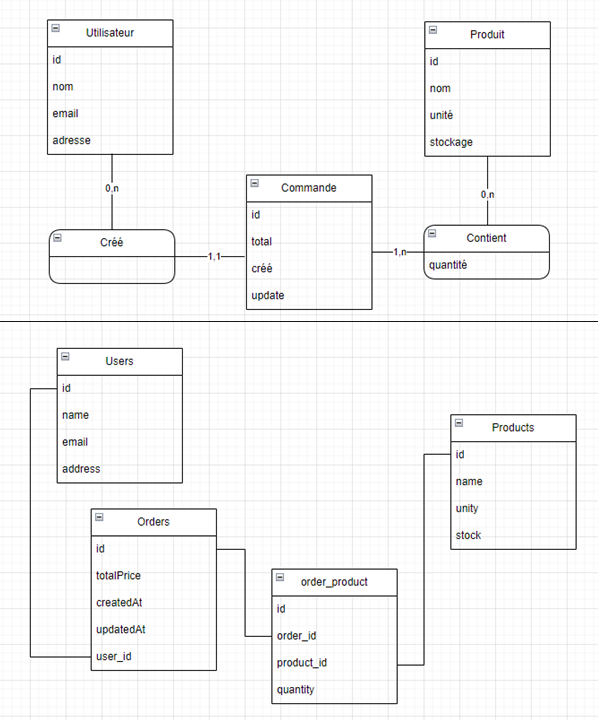 Utilisateur
id
nom
email
adresse
Produit
id
nom
unité
stockage
0,n
0,n
Commande
id
total
créé
update
Créé
1,1
1,n
Contient
quantité
Users
id
name
email
address
Products
id
name
unity
stock
Orders
id
totalPrice
createdAt
updatedAt
user_id
order_product
id
order_id
product_id
quantity